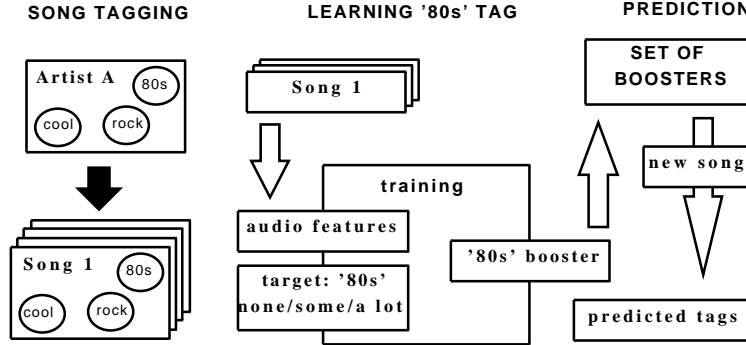 SONG TAGGING
Artist A
80s
cool
rock
Song 1
80s
cool
rock
LEARNING ’80s’ TAG
Song 1
training
audio features
target: ’80s’
none/some/a lot
’80s’ booster
PREDICTION
SET OF
BOOSTERS
new song
predicted tags